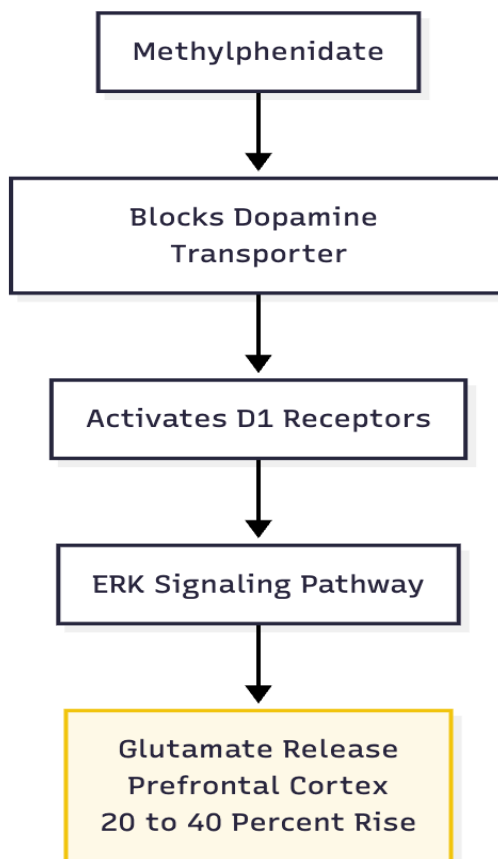 Methylphenidate
Blocks Dopamine
Transporter
Activates D1 Receptors
ERK Signaling Pathway
Glutamate Release
Prefrontal Cortex
20 to 40 Percent Rise